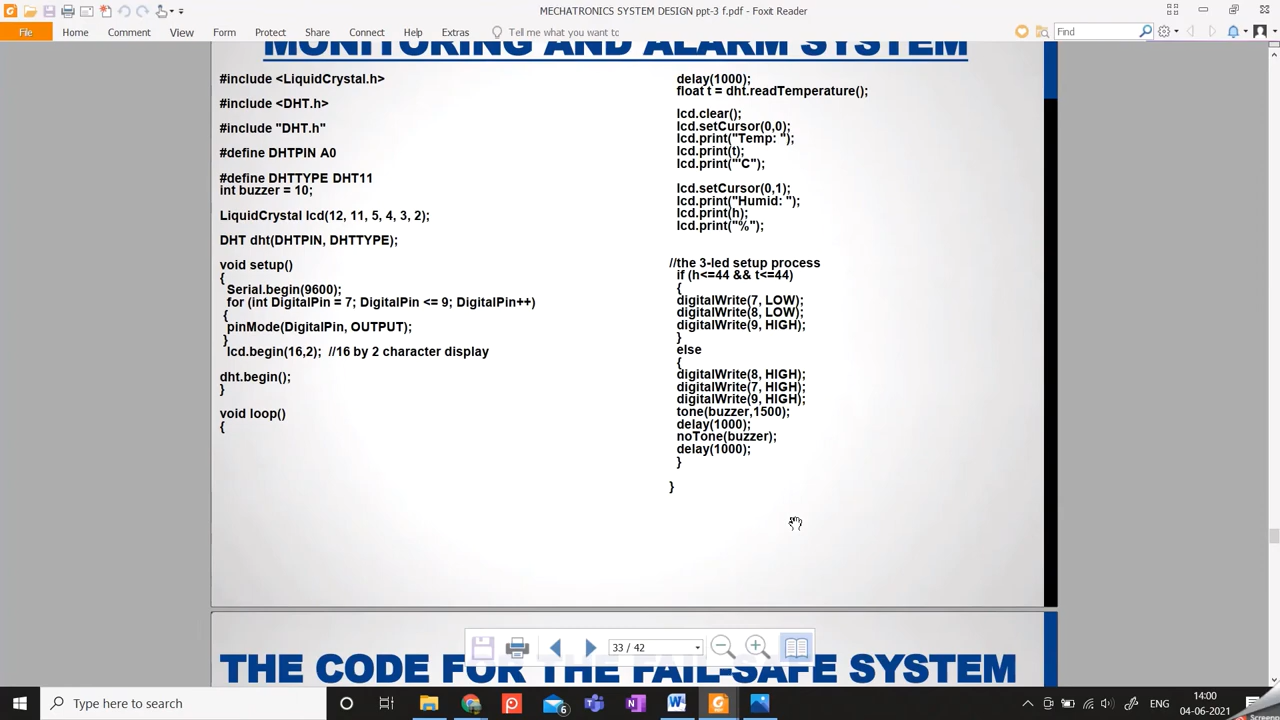 MECHATRONICS SYSTEM DESIGN ppt-3 f.pdf - Foxit Reader
File Home Comment View Form Protect Share Connect Help Extras Tell me what you want to Find
MONITORING AND ALARM SYSTEM
#include <LiquidCrystal.h>
#include <DHT.h>
#include "DHT.h"
#define DHTPIN A0
#define DHTTYPE DHT11
int buzzer = 10;
LiquidCrystal lcd(12, 11, 5, 4, 3, 2);
DHT dht(DHTPIN, DHTTYPE);
void setup()
{
Serial.begin(9600);
for (int DigitalPin = 7; DigitalPin <= 9; DigitalPin++)
{
pinMode(DigitalPin, OUTPUT);
}
lcd.begin(16,2); //16 by 2 character display
dht.begin();
}
void loop()
{
delay(1000);
float t = dht.readTemperature();
lcd.clear();
lcd.setCursor(0,0);
lcd.print("Temp: ");
lcd.print(t);
lcd.print("'C");
lcd.setCursor(0,1);
lcd.print("Humid: ");
lcd.print(h);
lcd.print("%");
//the 3-led setup process
if (h<=44 && t<=44)
{
digitalWrite(7, LOW);
digitalWrite(8, LOW);
digitalWrite(9, HIGH);
}
else
{
digitalWrite(8, HIGH);
digitalWrite(7, HIGH);
digitalWrite(9, HIGH);
tone(buzzer,1500);
delay(1000);
noTone(buzzer);
delay(1000);
}
}
33 / 42
THE CODE FOR THE FAIL-SAFE SYSTEM
Type here to search
6
ENG
14:00
04-06-2021